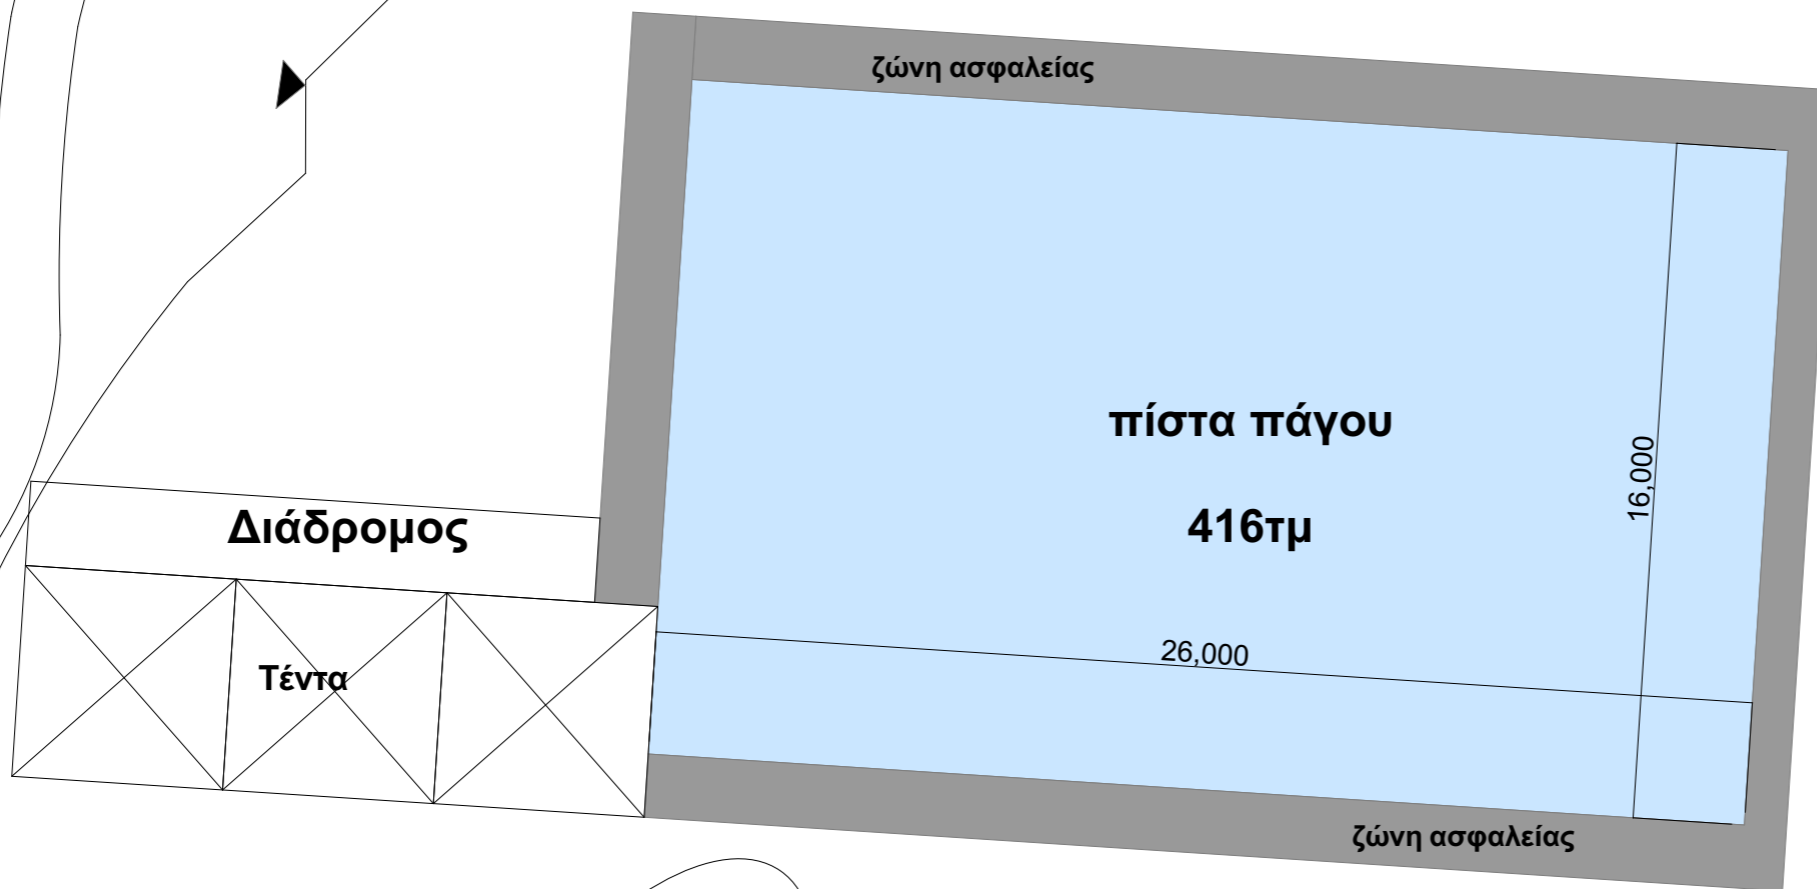 ζώνη ασφαλείας
πίστα πάγου
416τμ
16,000
Διάδρομος
26,000
Τέντα
ζώνη ασφαλείας